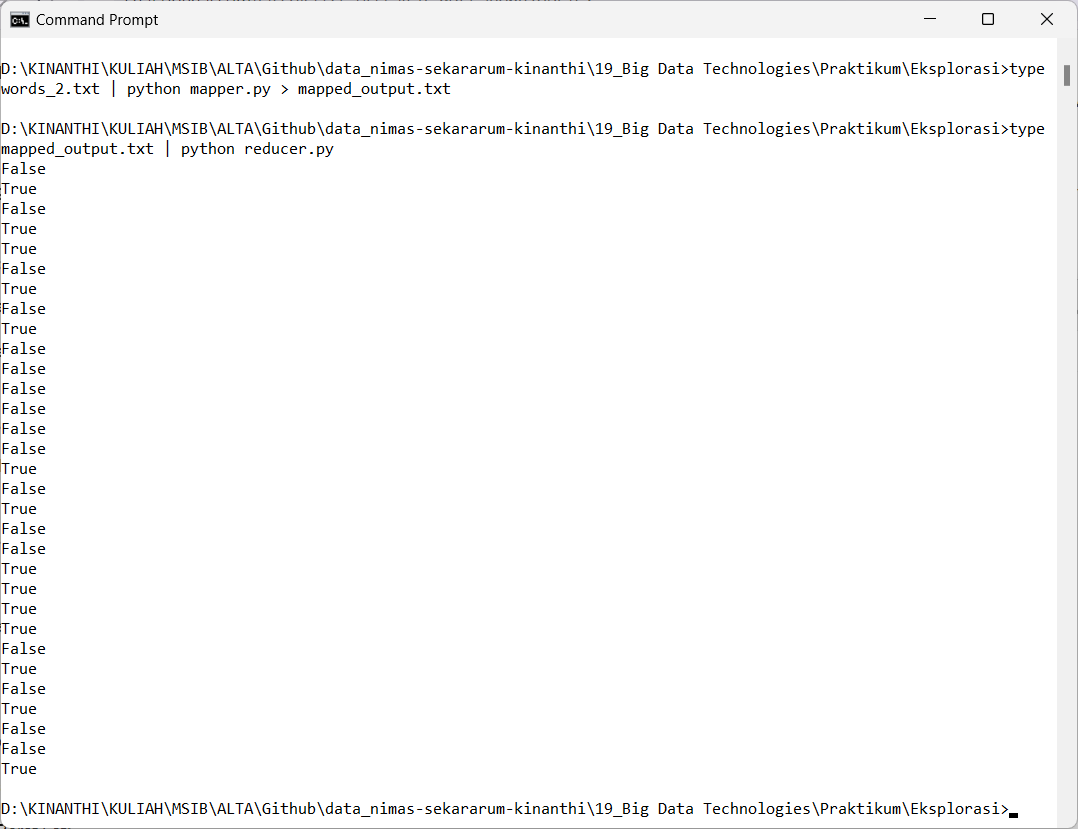 Command Prompt
D:\KINANTHI\KULIAH\MSIB\ALTA\Github\data_nimas-sekararum-kinanthi\19_Big Data Technologies\Praktikum\Eksplorasi>type
words_2.txt | python mapper.py > mapped_output.txt
D:\KINANTHI\KULIAH\MSIB\ALTA\Github\data_nimas-sekararum-kinanthi\19_Big Data Technologies\Praktikum\Eksplorasi>type
mapped_output.txt | python reducer.py
False
True
False
True
True
False
True
False
True
False
False
False
False
False
False
True
False
True
False
False
True
True
True
True
False
True
False
True
False
False
True
D:\KINANTHI\KULIAH\MSIB\ALTA\Github\data_nimas-sekararum-kinanthi\19_Big Data Technologies\Praktikum\Eksplorasi>